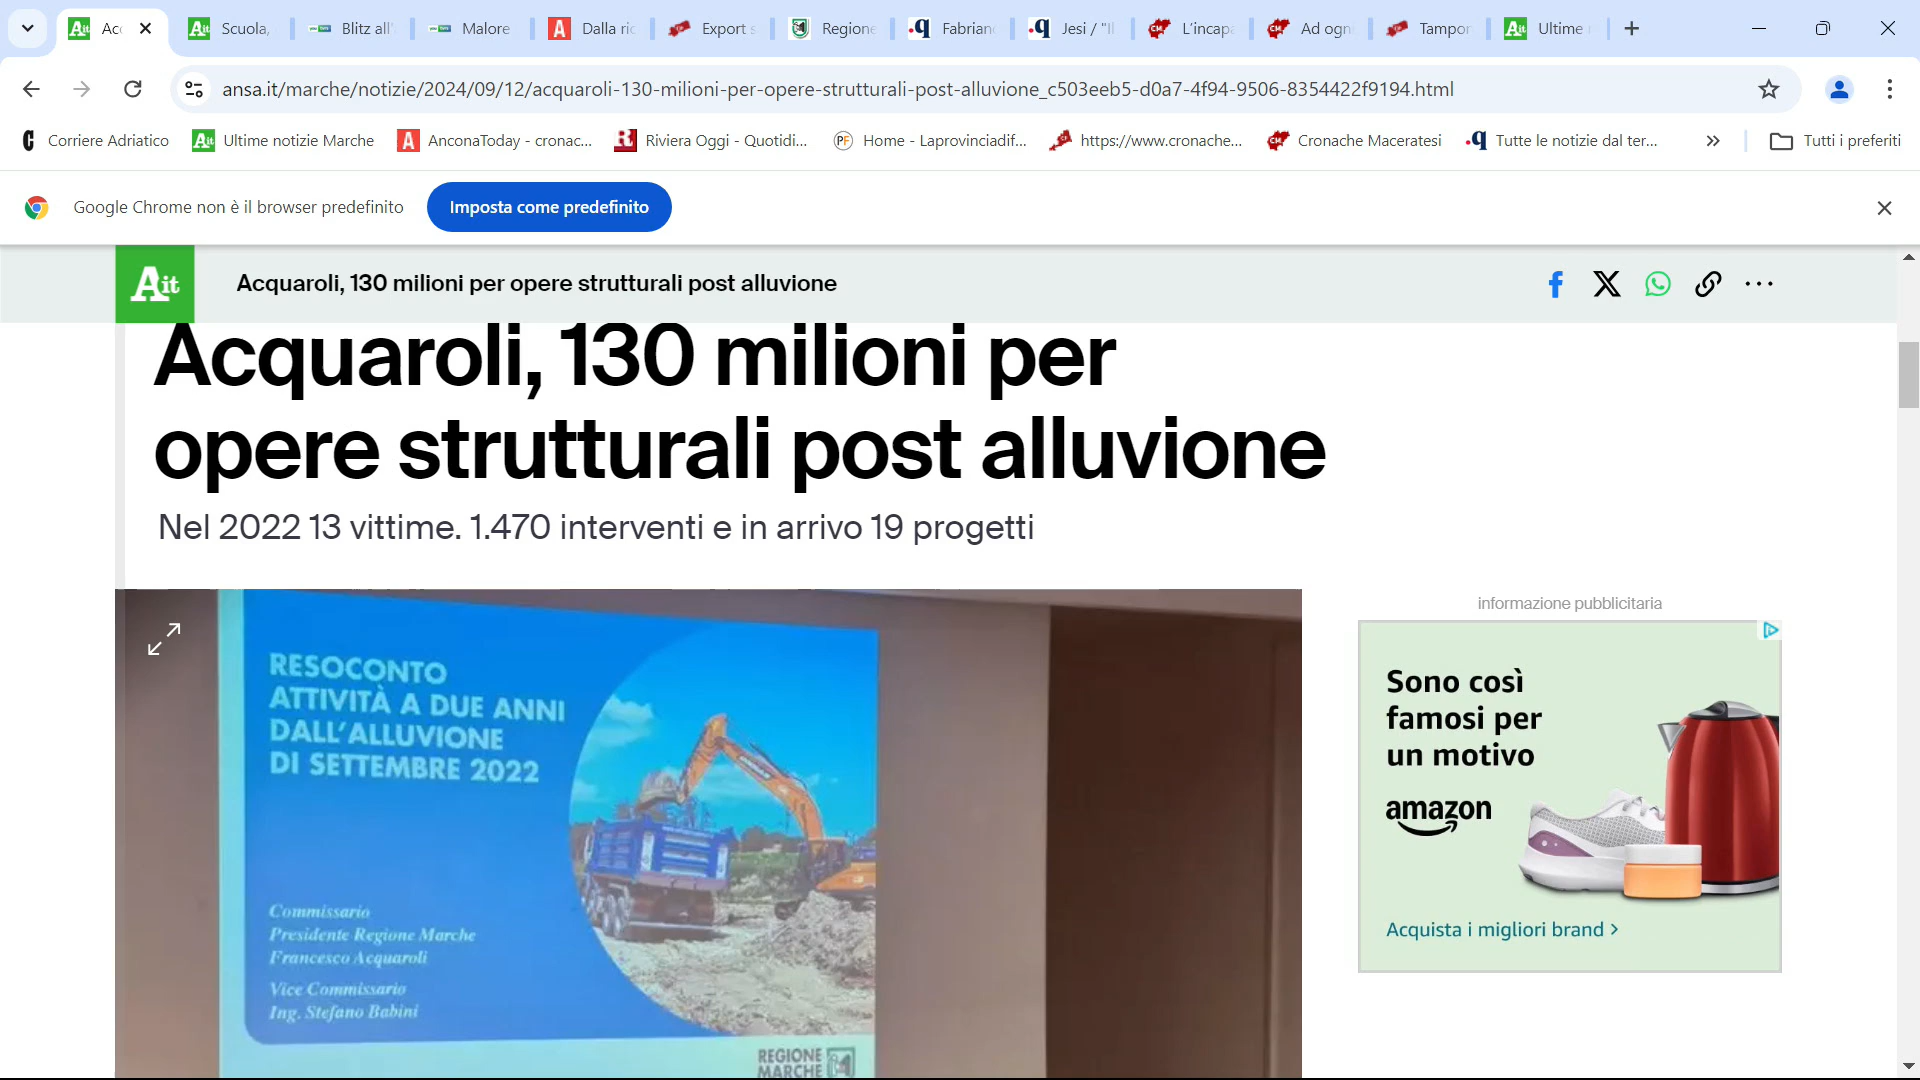 Acc
Scuola,
Blitz all'
Malore
Dalla ric
Export s
Regione
Fabriano
Jesi / "Il
L'incapa
Ad ogni
Tampon
Ultime n
ansa.it/marche/notizie/2024/09/12/acquaroli-130-milioni-per-opere-strutturali-post-alluvione_c503eeb5-d0a7-4f94-9506-8354422f9194.html
Corriere Adriatico
Ultime notizie Marche
AnconaToday - cronac...
Riviera Oggi - Quotidi...
Home - Laprovinciadif...
https://www.cronache...
Cronache Maceratesi
Tutte le notizie dal ter...
Tutti i preferiti
Google Chrome non è il browser predefinito
Imposta come predefinito
Ait
Acquaroli, 130 milioni per opere strutturali post alluvione
Acquaroli, 130 milioni per
opere strutturali post alluvione
Nel 2022 13 vittime. 1.470 interventi e in arrivo 19 progetti
RESOCONTO
ATTIVITÀ A DUE ANNI
DALL'ALLUVIONE
DI SETTEMBRE 2022
Commissario
Presidente Regione Marche
Francesco Acquaroli
Vice Commissario
Ing. Stefano Babini
REGIONE
MARCHE
informazione pubblicitaria
Sono così
famosi per
un motivo
amazon
Acquista i migliori brand >